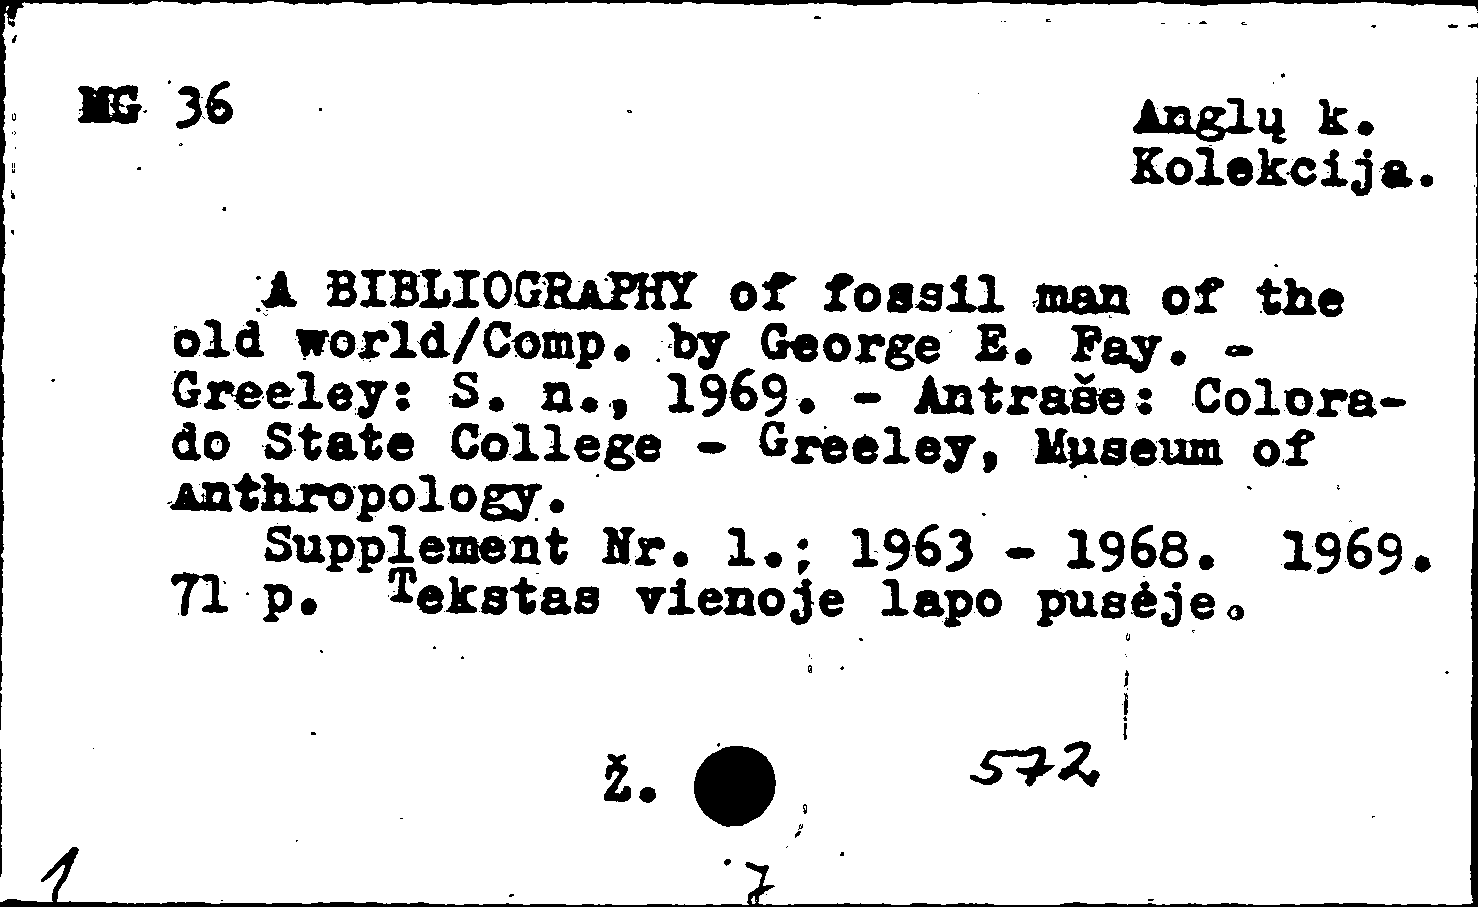 MG 36
Anglų k.
Kolekcija.
A BIBLIOGRAPHY of fossil man of the
old world/Comp. by George E. Fay. -
Greeley: S. n., 1969. - Antraše: Colora-
do State College - Greeley, Museum of
Anthropology.
Supplement Nr. 1.; 1963 - 1968. 1969.
71 p. Tekstas vienoje lapo pusėje.
Ž.
572
1
7